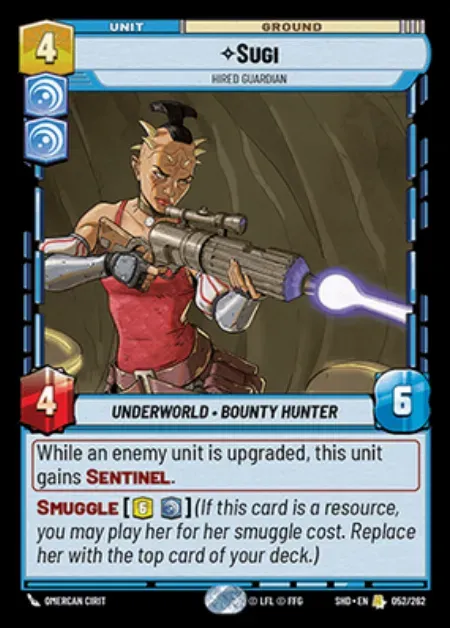 UNIT GROUND
4 SUGI
HIRED GUARDIAN
4 UNDERWORLD • BOUNTY HUNTER 6
While an enemy unit is upgraded, this unit
gains SENTINEL.
SMUGGLE [6 ] (If this card is a resource,
you may play her for her smuggle cost. Replace
her with the top card of your deck.)
OMERCAN CIRIT © LFL © FFG SHD • EN 052/262